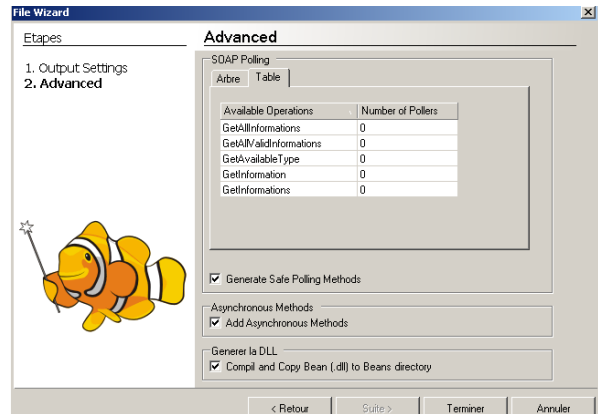 File Wizard
Etapes
1. Output Settings
2. Advanced
Advanced
SOAP Polling
Arbre Table
Available Operations Number of Pollers
GetAllInformations 0
GetAllValidInformations 0
GetAvailableType 0
GetInformation 0
GetInformations 0
Generate Safe Polling Methods
Asynchronous Methods
Add Asynchronous Methods
Generer la DLL
Compil and Copy Bean (.dll) to Beans directory
< Retour Suite > Terminer Annuler